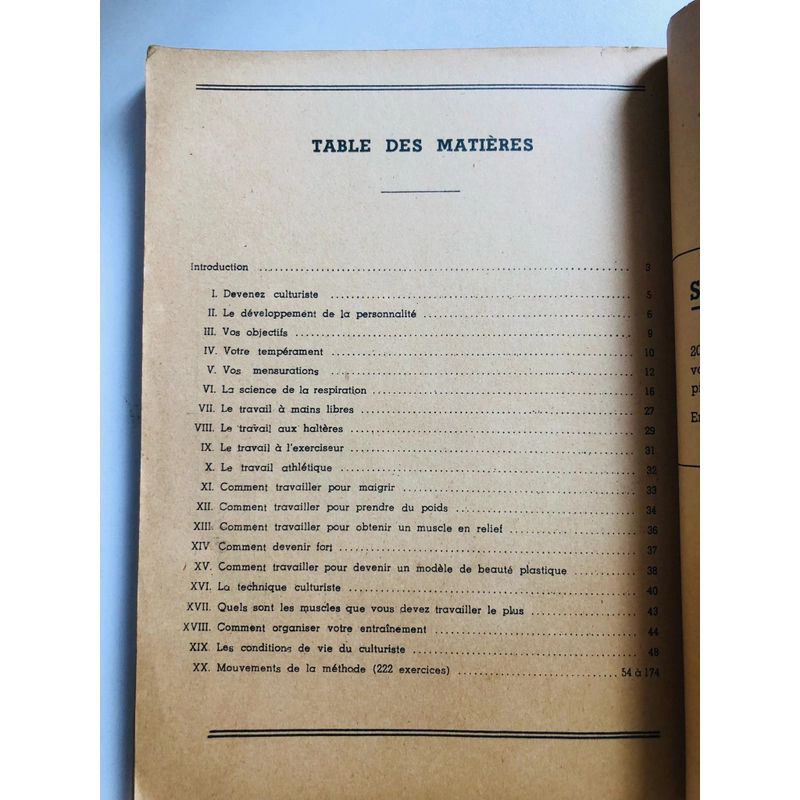 TABLE DES MATIÈRES
Introduction ........ 3
I. Devenez culturiste ........ 5
II. Le développement de la personnalité ........ 6
III. Vos objectifs ........ 9
IV. Votre tempérament ........ 10
V. Vos mensurations ........ 12
VI. La science de la respiration ........ 16
VII. Le travail à mains libres ........ 27
VIII. Le travail aux haltères ........ 29
IX. Le travail à l'exerciseur ........ 31
X. Le travail athlétique ........ 32
XI. Comment travailler pour maigrir ........ 33
XII. Comment travailler pour prendre du poids ........ 34
XIII. Comment travailler pour obtenir un muscle en relief ........ 36
XIV. Comment devenir fort ........ 37
XV. Comment travailler pour devenir un modèle de beauté plastique ........ 38
XVI. La technique culturiste ........ 40
XVII. Quels sont les muscles que vous devez travailler le plus ........ 43
XVIII. Comment organiser votre entraînement ........ 44
XIX. Les conditions de vie du culturiste ........ 48
XX. Mouvements de la méthode (222 exercices) ........ 54 à 174